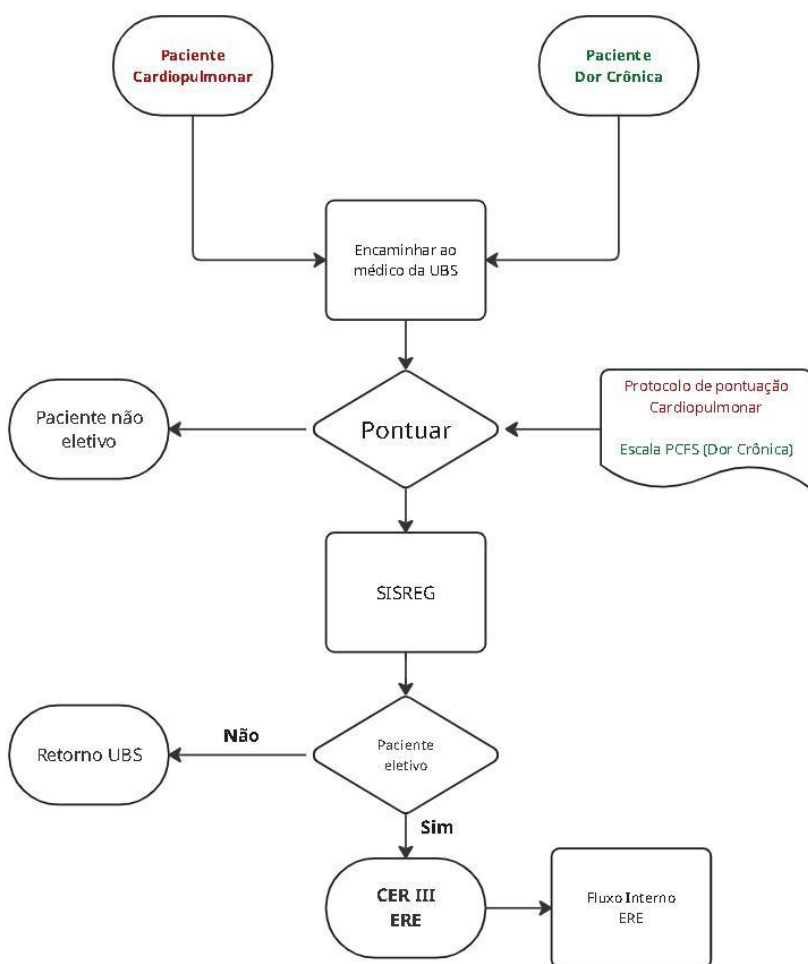 Paciente
Cardiopulmonar
Paciente
Dor Crônica
Encaminhar ao
médico da UBS
Paciente não
eletivo
Pontuar
Protocolo de pontuação
Cardiopulmonar
Escala PCFS (Dor Crônica)
SISREG
Retorno UBS
Não
Paciente
eletivo
Sim
CER III
ERE
Fluxo Interno
ERE